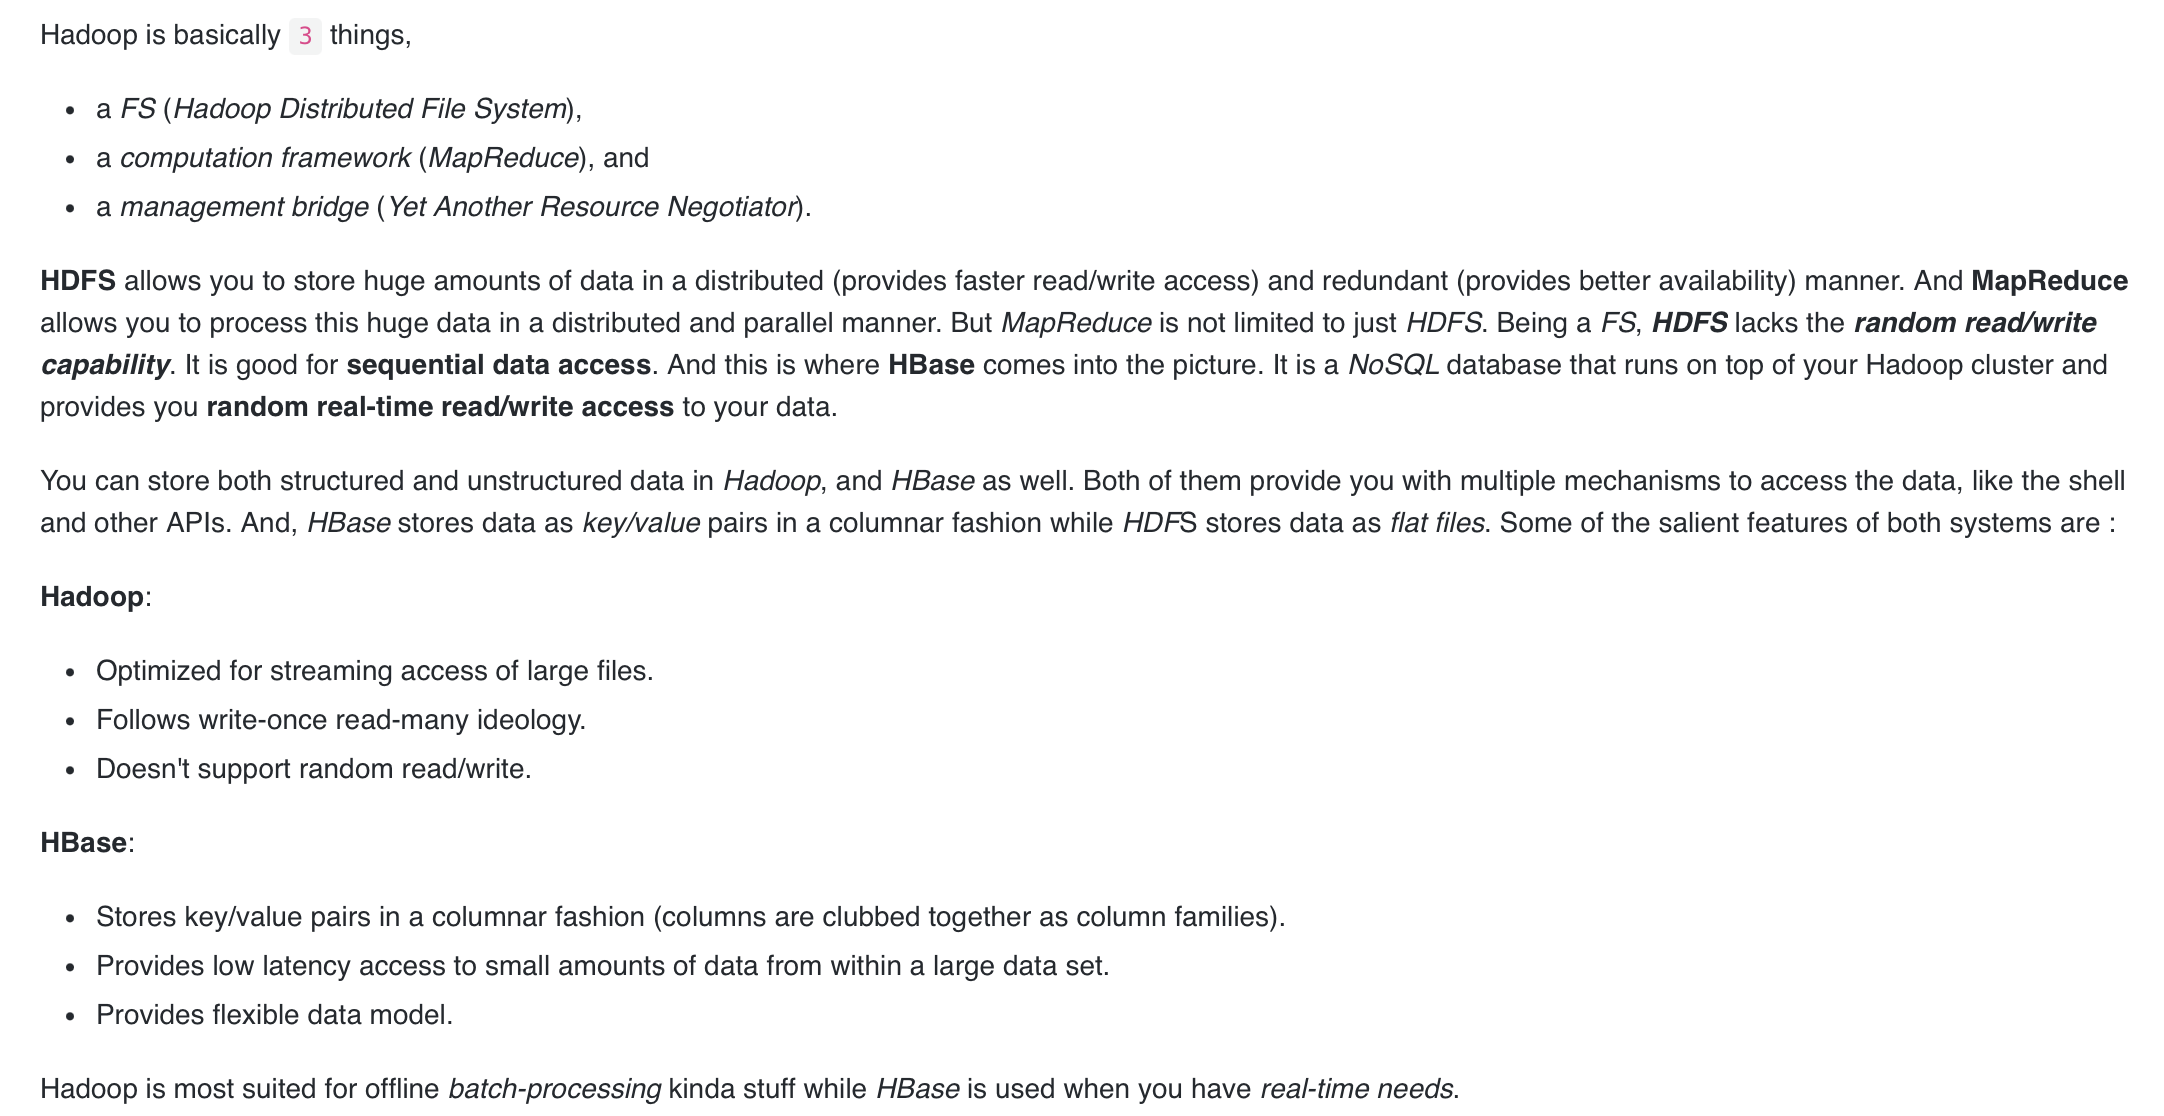 Hadoop is basically 3 things,
• a FS (Hadoop Distributed File System),
• a computation framework (MapReduce), and
• a management bridge (Yet Another Resource Negotiator).
HDFS allows you to store huge amounts of data in a distributed (provides faster read/write access) and redundant (provides better availability) manner. And MapReduce
allows you to process this huge data in a distributed and parallel manner. But MapReduce is not limited to just HDFS. Being a FS, HDFS lacks the random read/write
capability. It is good for sequential data access. And this is where HBase comes into the picture. It is a NoSQL database that runs on top of your Hadoop cluster and
provides you random real-time read/write access to your data.
You can store both structured and unstructured data in Hadoop, and HBase as well. Both of them provide you with multiple mechanisms to access the data, like the shell
and other APIs. And, HBase stores data as key/value pairs in a columnar fashion while HDFS stores data as flat files. Some of the salient features of both systems are :
Hadoop:
• Optimized for streaming access of large files.
• Follows write-once read-many ideology.
• Doesn't support random read/write.
HBase:
• Stores key/value pairs in a columnar fashion (columns are clubbed together as column families).
• Provides low latency access to small amounts of data from within a large data set.
• Provides flexible data model.
Hadoop is most suited for offline batch-processing kinda stuff while HBase is used when you have real-time needs.